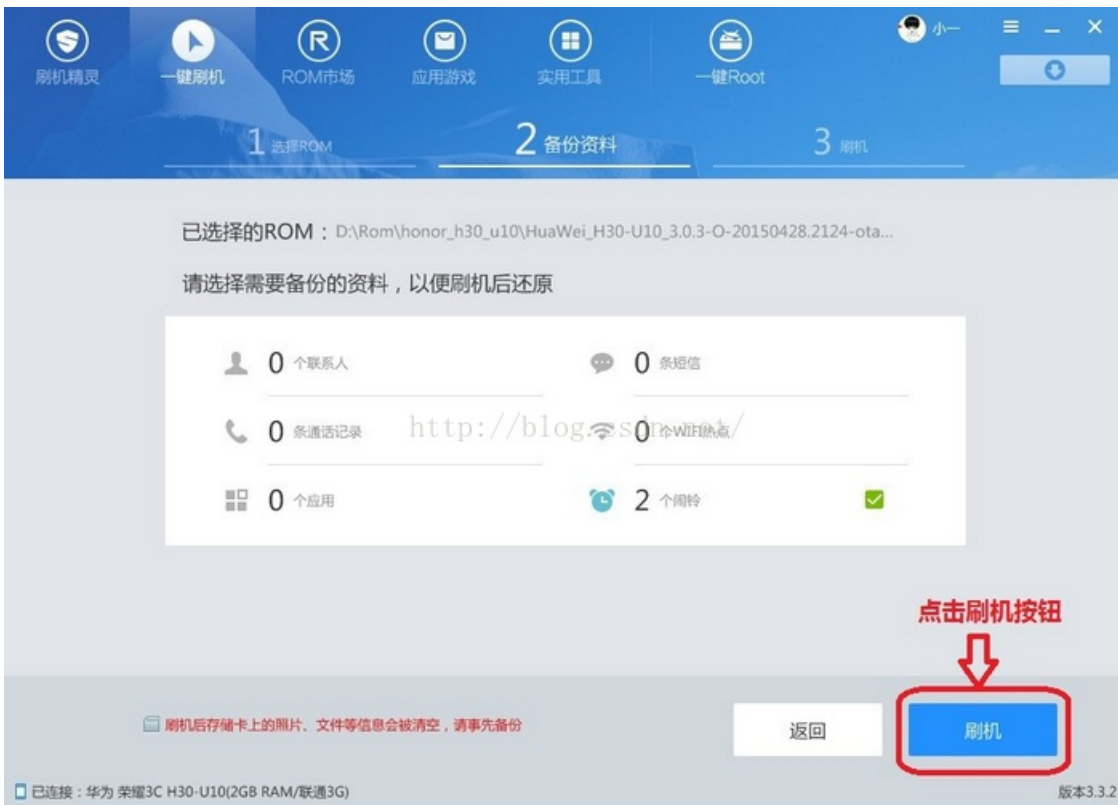 小一
刷机精灵 一键刷机 ROM市场 应用游戏 实用工具 一键Root
1 选择ROM 2 备份资料 3 刷机
已选择的ROM：D:\Rom\honor_h30_u10\HuaWei_H30-U10_3.0.3-O-20150428.2124-ota...
请选择需要备份的资料，以便刷机后还原
0 个联系人 0 条短信
http://blog.csdn.net/
0 条通话记录 0 个WIFI热点
0 个应用 2 个闹铃
点击刷机按钮
刷机后存储卡上的照片、文件等信息会被清空，请事先备份 返回 刷机
已连接：华为 荣耀3C H30-U10(2GB RAM/联通3G) 版本3.3.2